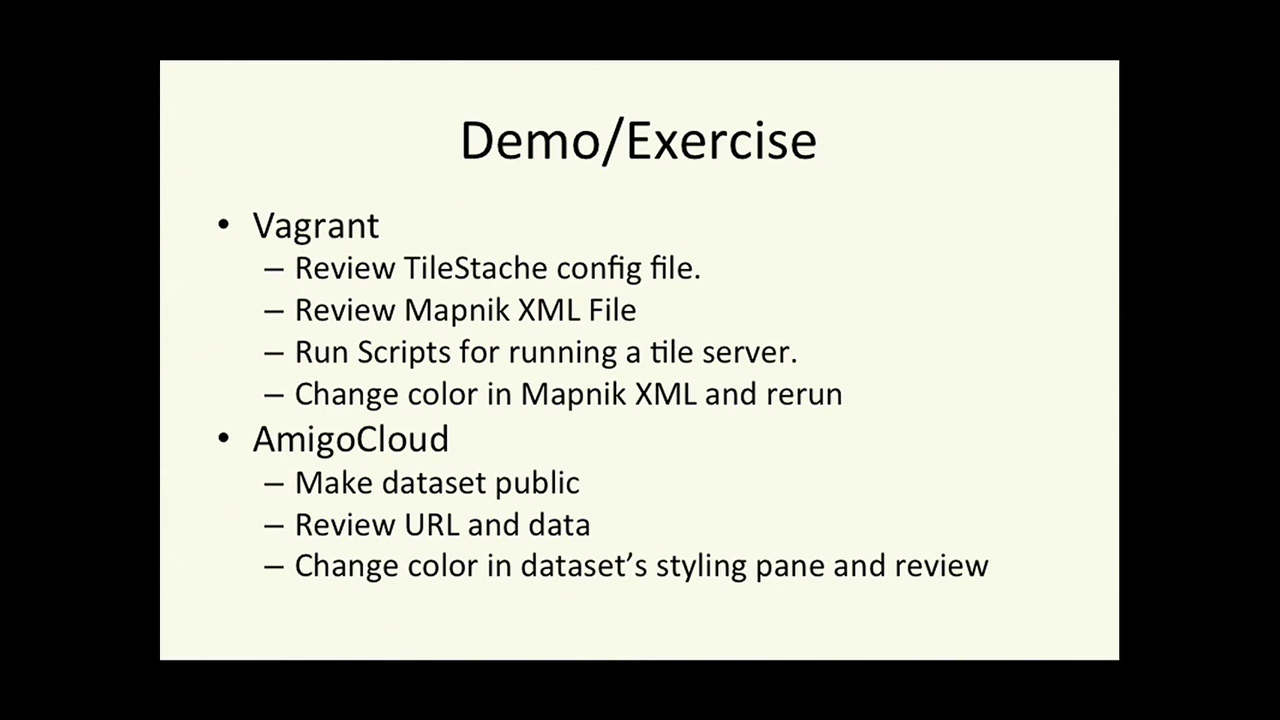 Demo/Exercise
• Vagrant
– Review TileStache config file.
– Review Mapnik XML File
– Run Scripts for running a tile server.
– Change color in Mapnik XML and rerun
• AmigoCloud
– Make dataset public
– Review URL and data
– Change color in dataset’s styling pane and review